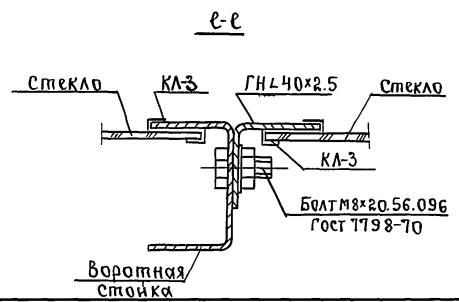 е-е
Стекло
КЛ-3
ГН∟40×2.5
Стекло
КЛ-3
Болт М8×20.56.096
Гост 7798-70
Воротная
стойка